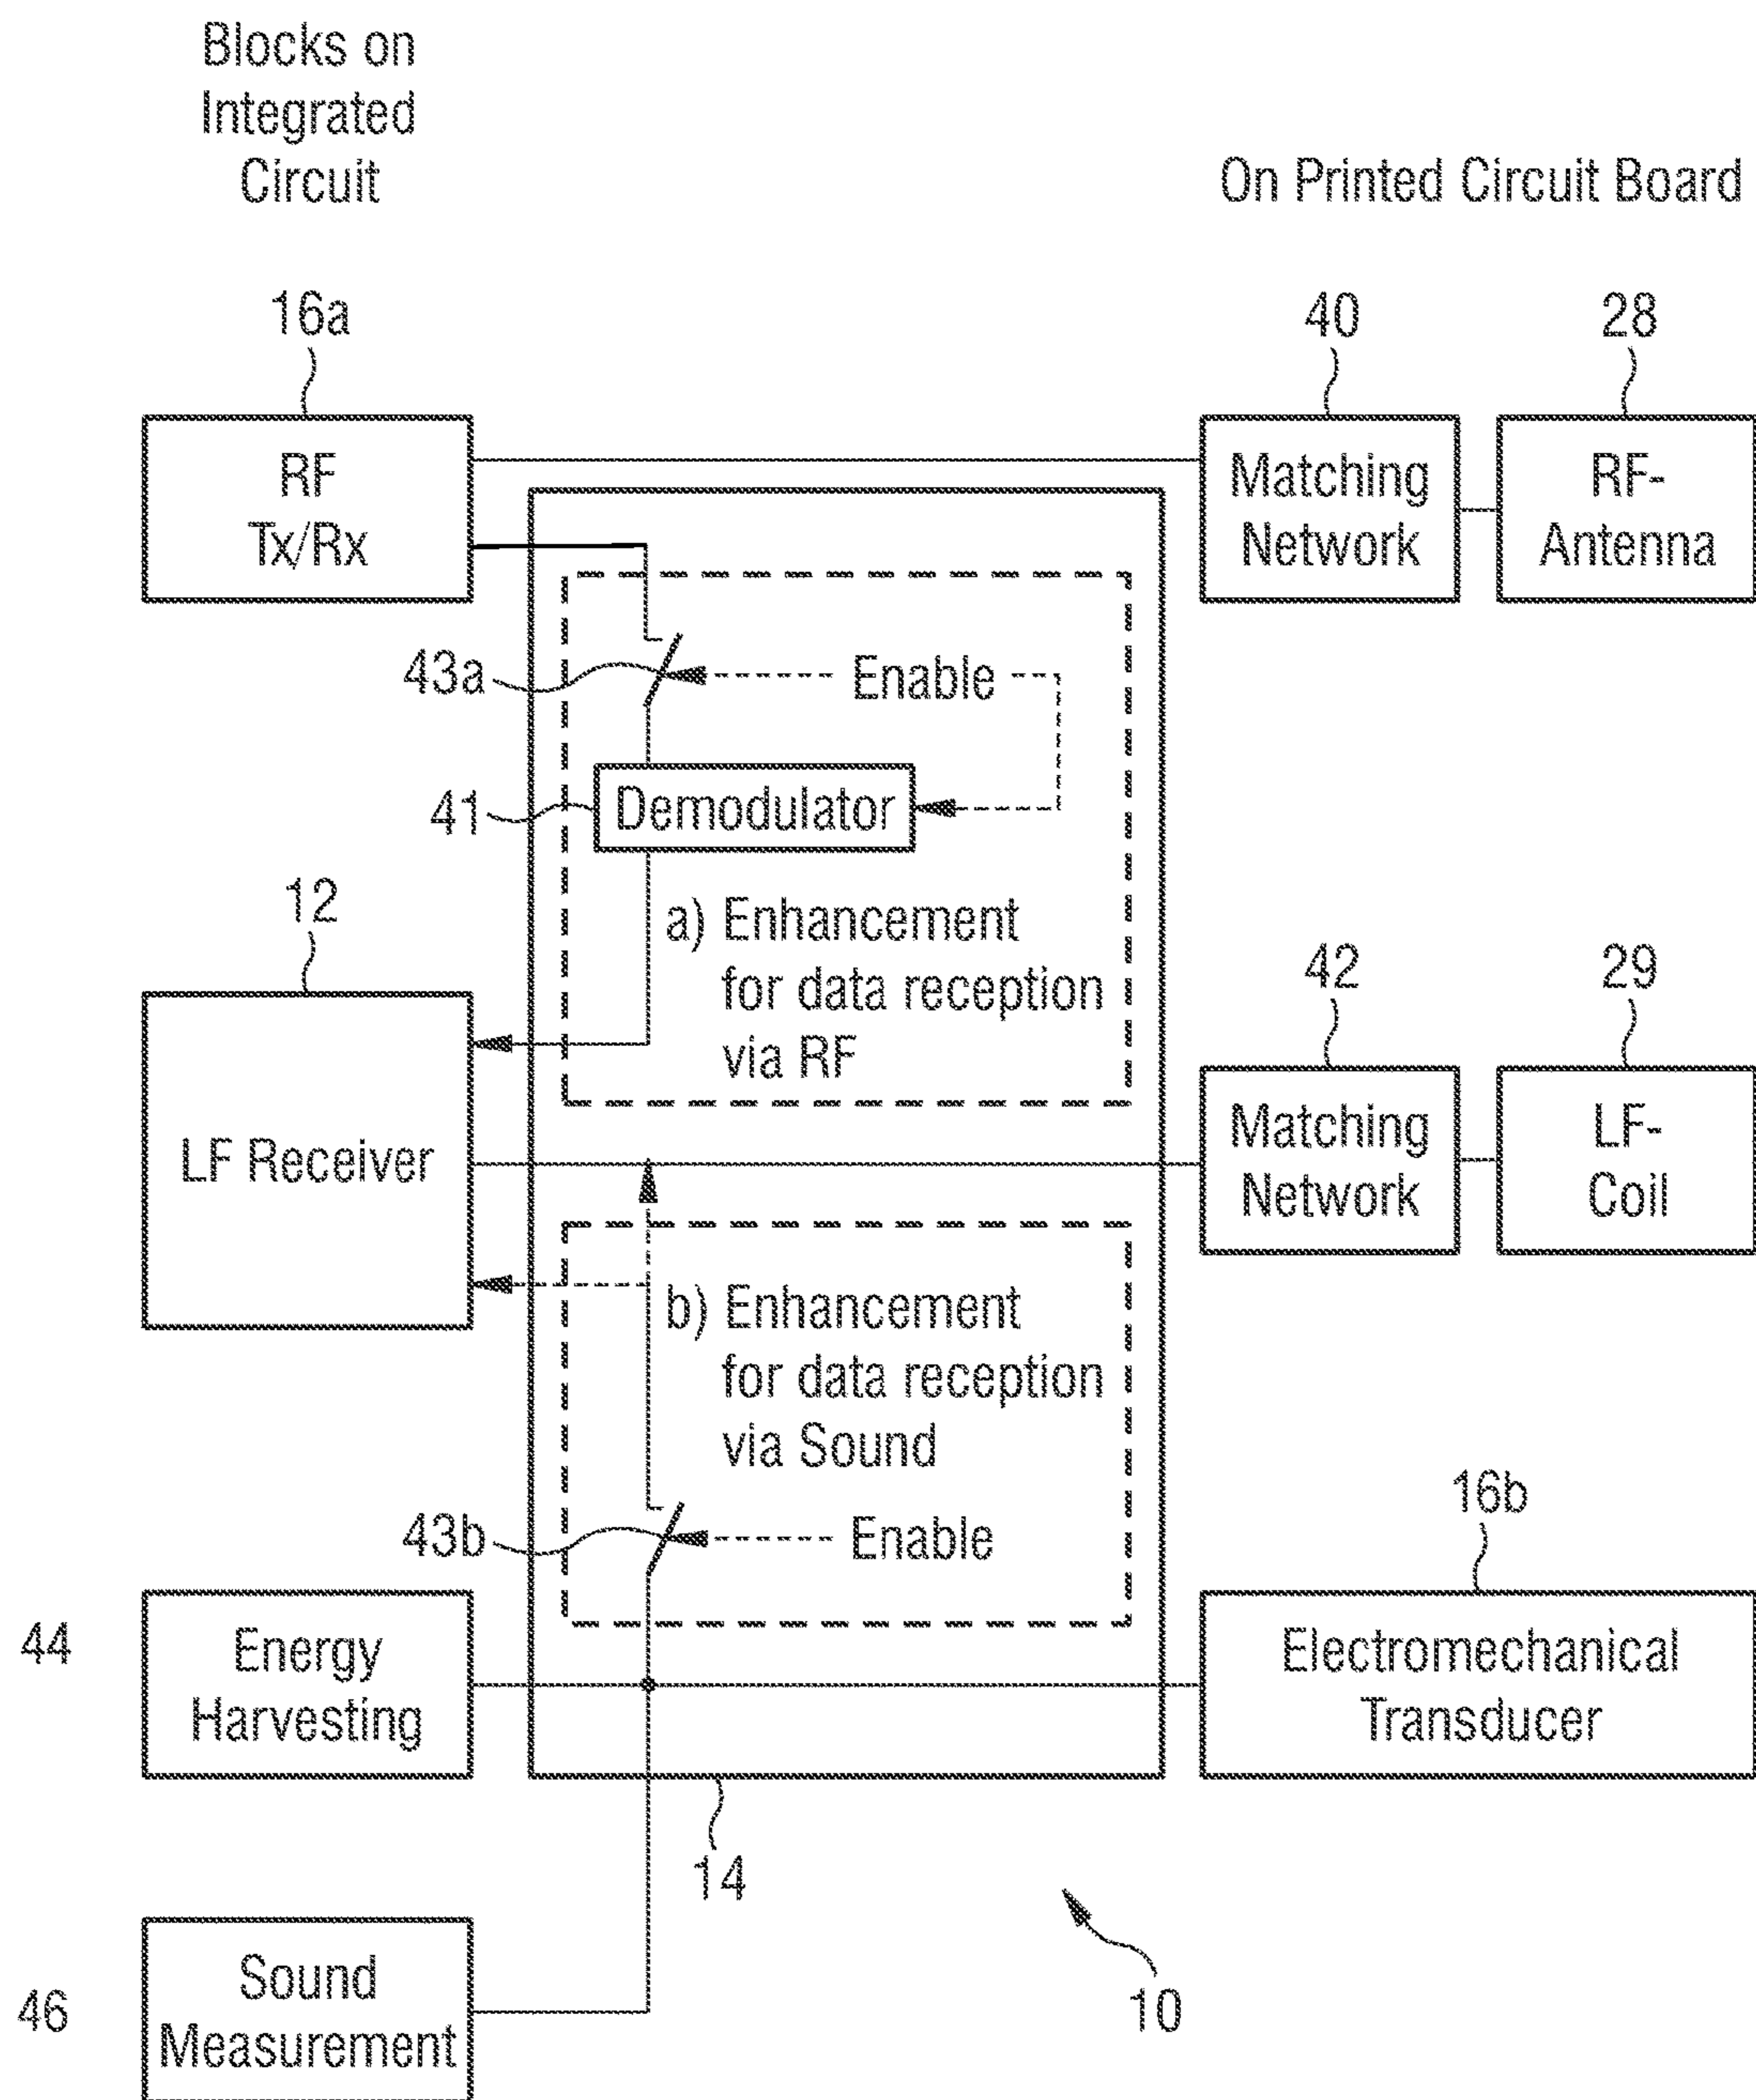 Blocks on
Integrated
Circuit
On Printed Circuit Board
16a
40
28
RF
Tx/Rx
Matching
Network
RF-
Antenna
43a
Enable
41
Demodulator
12
a) Enhancement
for data reception
via RF
42
29
LF Receiver
Matching
Network
LF-
Coil
b) Enhancement
for data reception
via Sound
43b
Enable
16b
44
Energy
Harvesting
Electromechanical
Transducer
14
10
46
Sound
Measurement